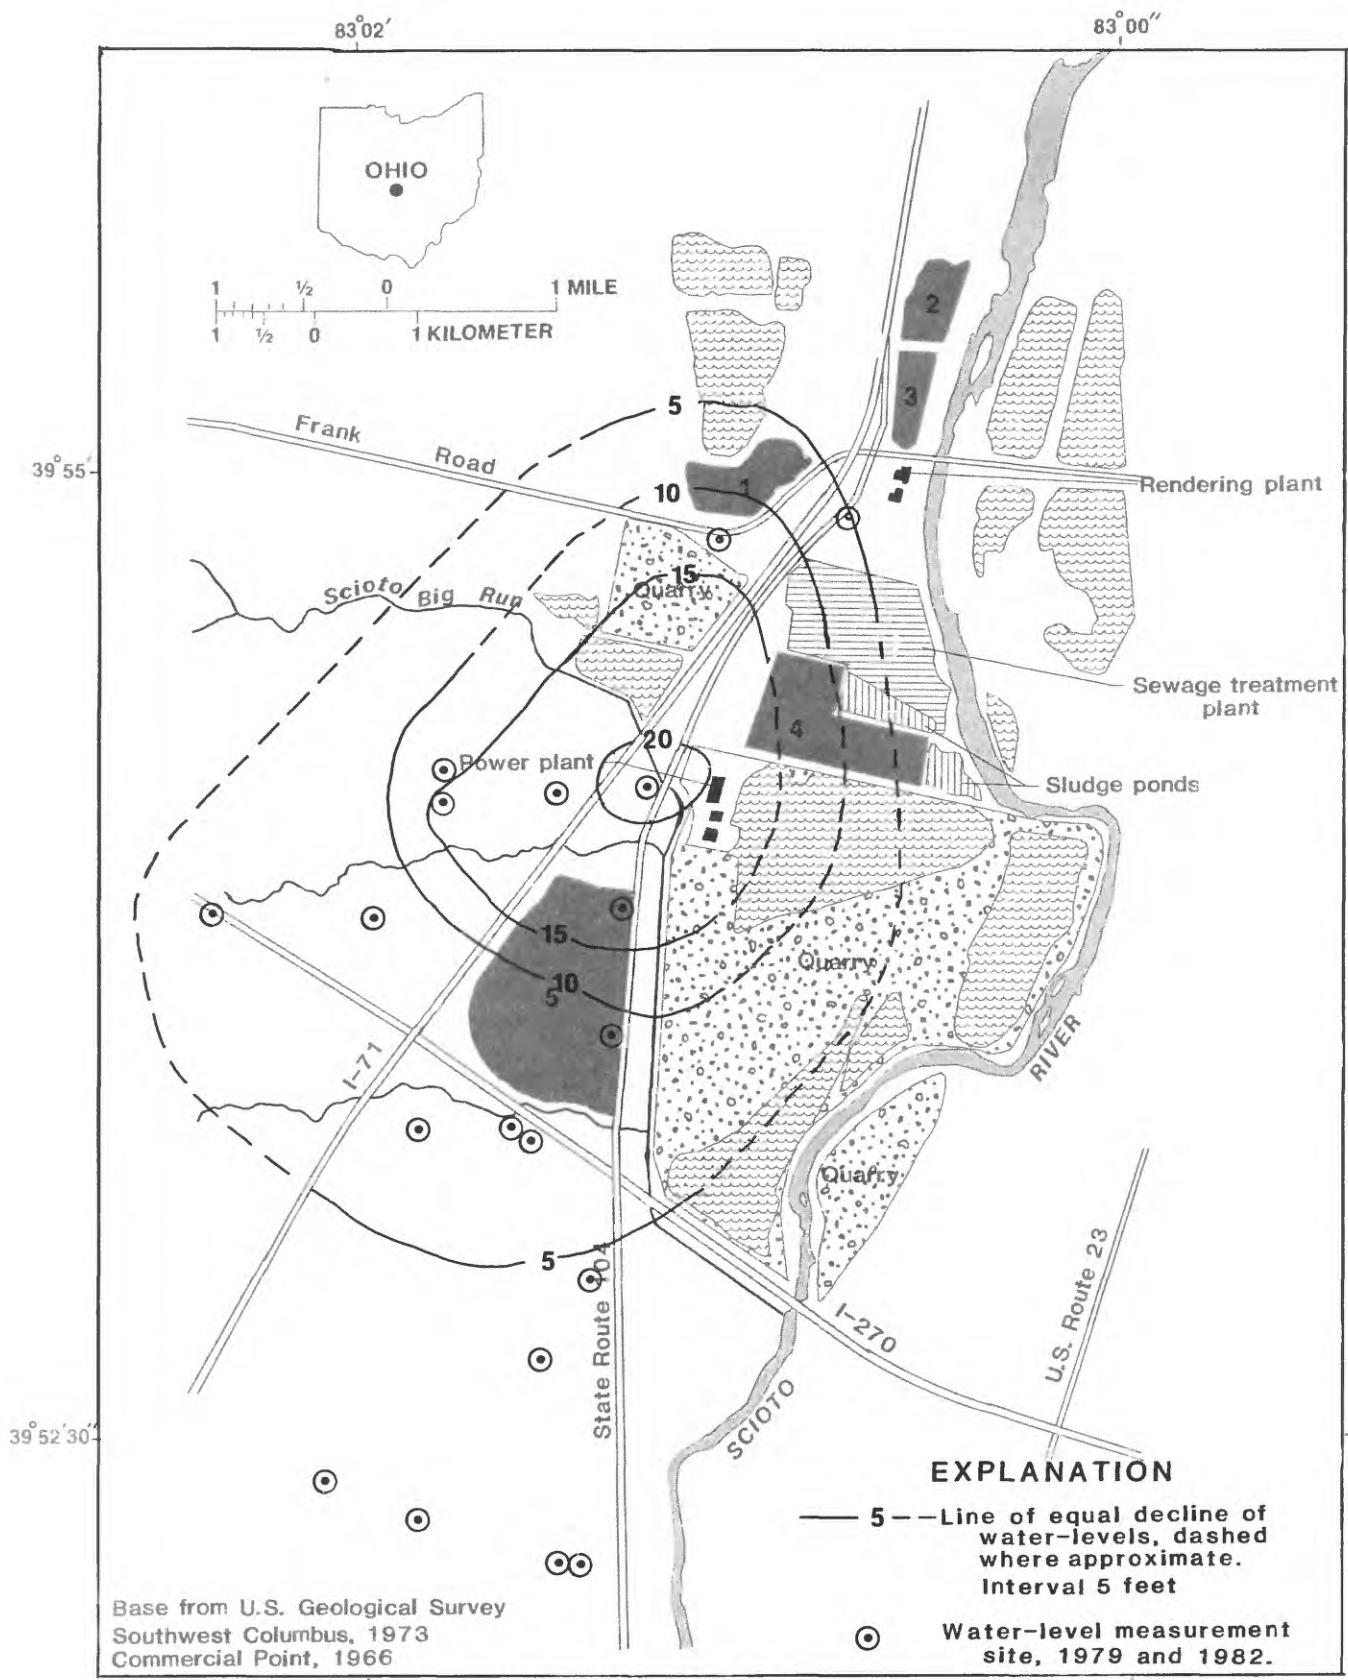 83°02'
83°00"
OHIO
1 ½ 0 1 MILE
1 ½ 0 1 KILOMETER
2
3
5
Frank Road
39°55'
1
10
Rendering plant
15
Quarry
Scioto Big Run
Sewage treatment
plant
4
20
Power plant
Sludge ponds
15
Quarry
10
5
I-71
RIVER
Quarry
5
State Route 104
I-270
U.S. Route 23
SCIOTO
39°52'30"
EXPLANATION
5 Line of equal decline of
water-levels, dashed
where approximate.
Interval 5 feet
Water-level measurement
site, 1979 and 1982.
Base from U.S. Geological Survey
Southwest Columbus, 1973
Commercial Point, 1966